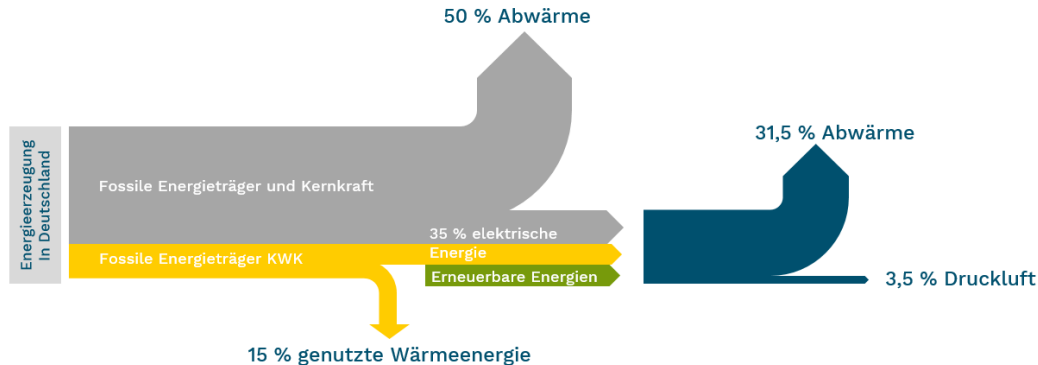 50 % Abwärme
31,5 % Abwärme
Energieerzeugung
In Deutschland
Fossile Energieträger und Kernkraft
35 % elektrische
Energie
Fossile Energieträger KWK
Erneuerbare Energien
3,5 % Druckluft
15 % genutzte Wärmeenergie